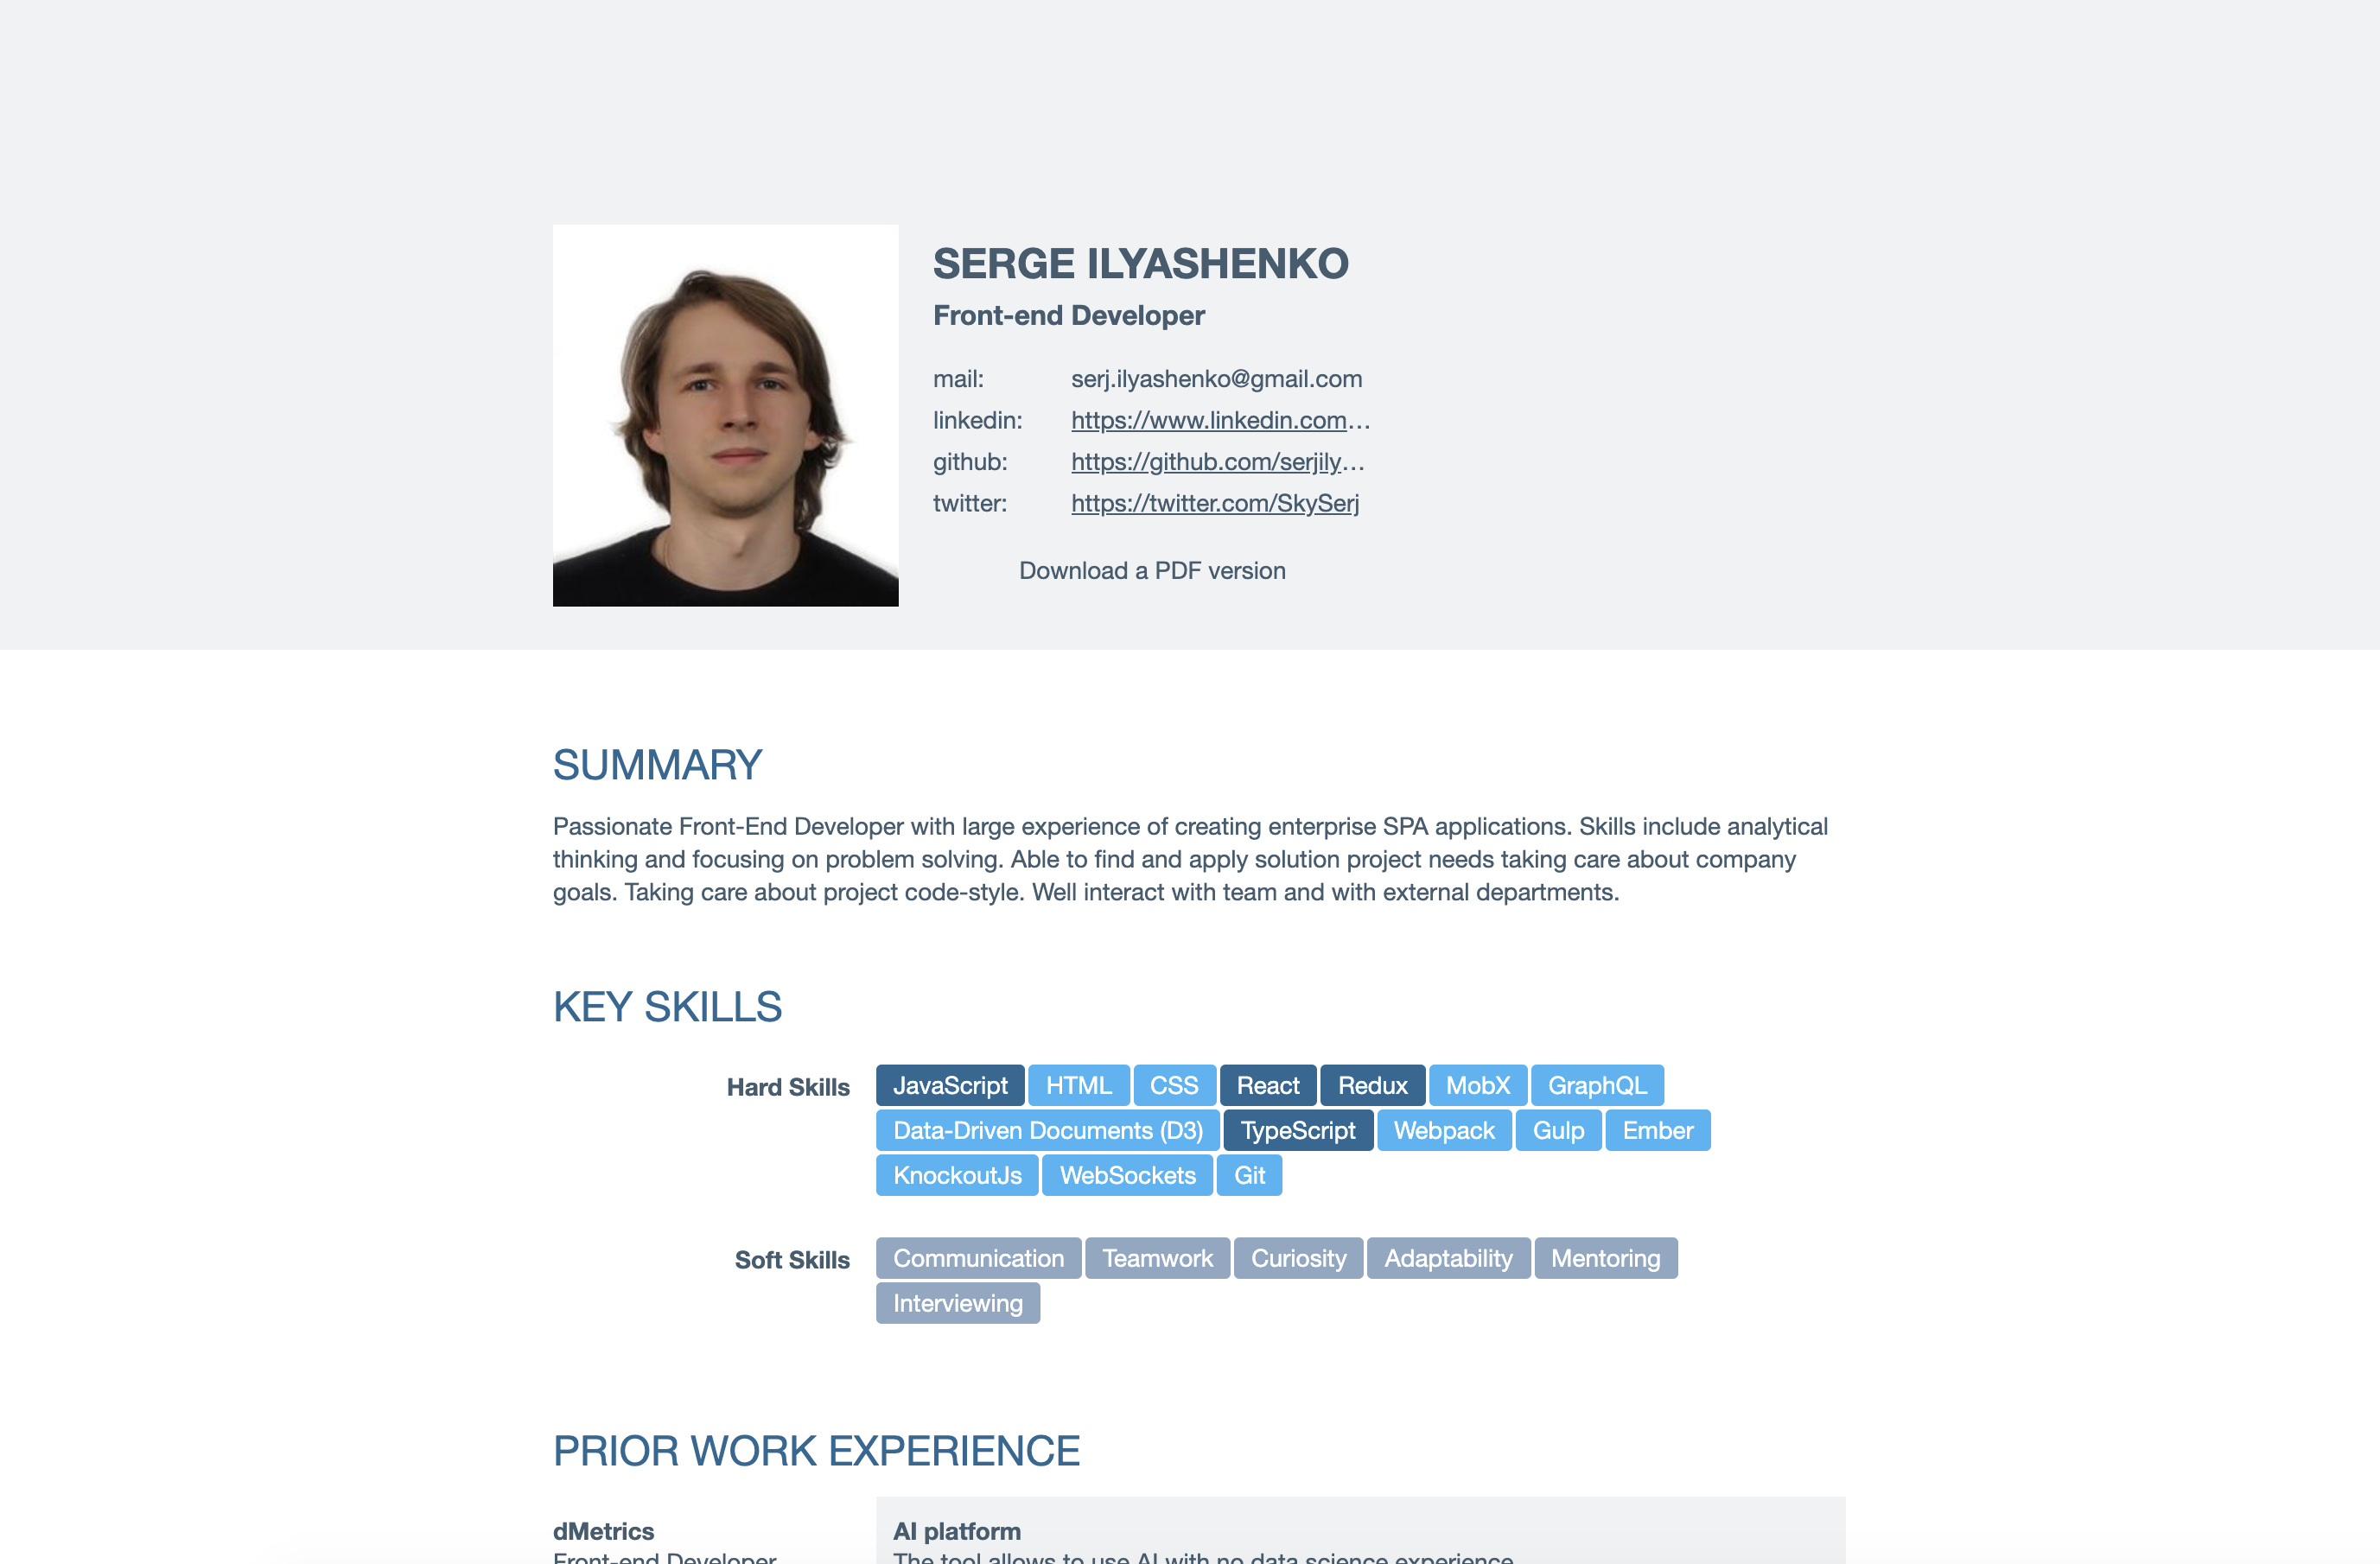 SERGE ILYASHENKO
Front-end Developer
mail: serj.ilyashenko@gmail.com
linkedin: https://www.linkedin.com…
github: https://github.com/serjily…
twitter: https://twitter.com/SkySerj
Download a PDF version
SUMMARY
Passionate Front-End Developer with large experience of creating enterprise SPA applications. Skills include analytical
thinking and focusing on problem solving. Able to find and apply solution project needs taking care about company
goals. Taking care about project code-style. Well interact with team and with external departments.
KEY SKILLS
Hard Skills JavaScript HTML CSS React Redux MobX GraphQL
Data-Driven Documents (D3) TypeScript Webpack Gulp Ember
KnockoutJs WebSockets Git
Soft Skills Communication Teamwork Curiosity Adaptability Mentoring
Interviewing
PRIOR WORK EXPERIENCE
dMetrics AI platform
Front-end Developer The tool allows to use AI with no data science experience